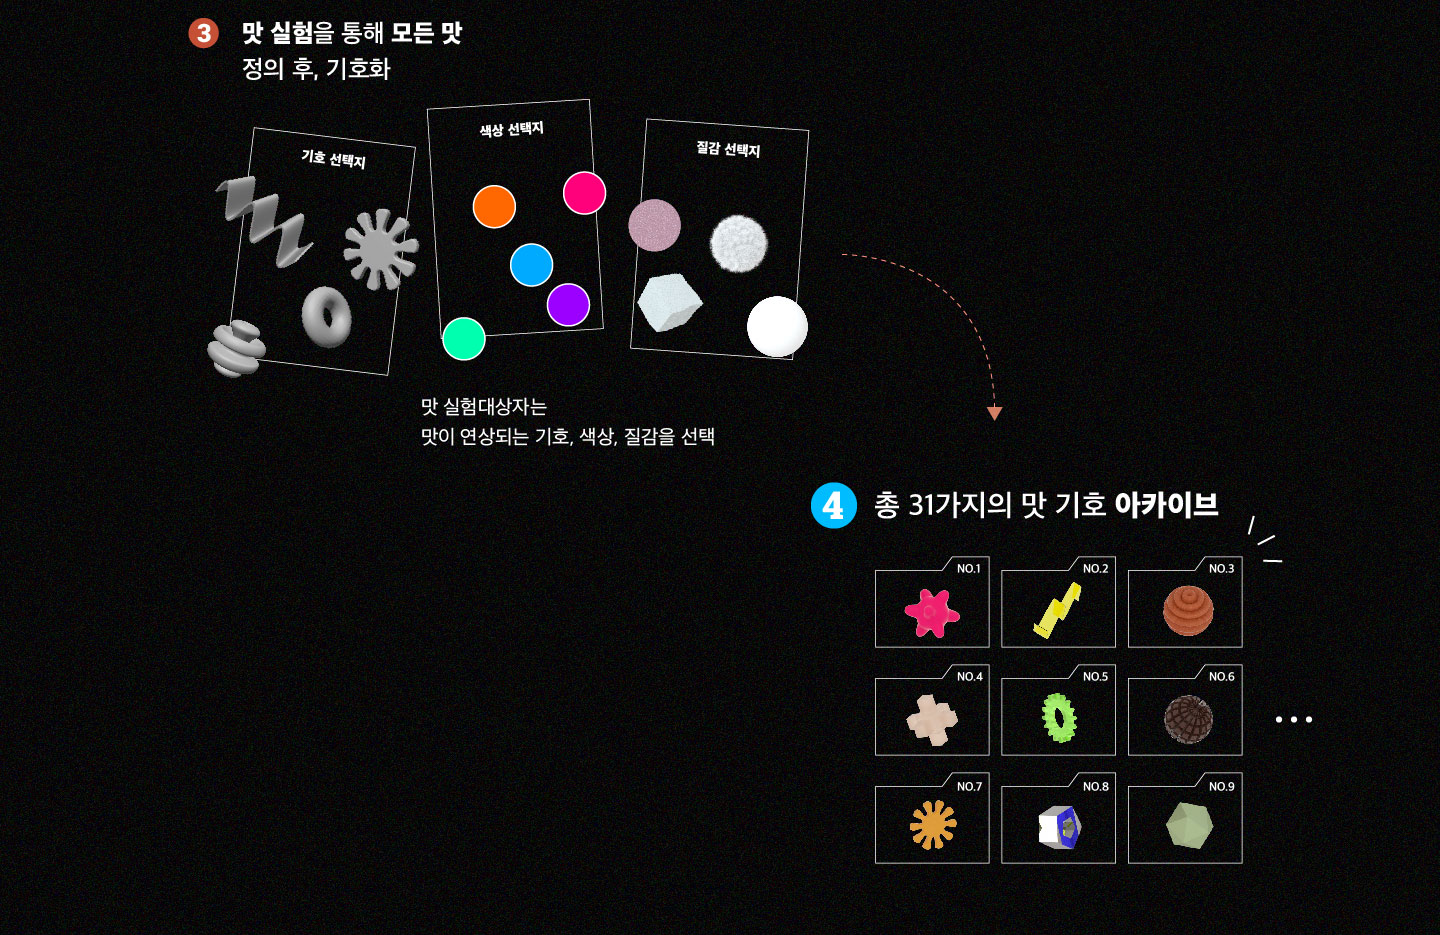 3 맛 실험을 통해 모든 맛
정의 후, 기호화
기호 선택지
색상 선택지
질감 선택지
맛 실험대상자는
맛이 연상되는 기호, 색상, 질감을 선택
4 총 31가지의 맛 기호 아카이브
NO.1
NO.2
NO.3
NO.4
NO.5
NO.6
NO.7
NO.8
NO.9